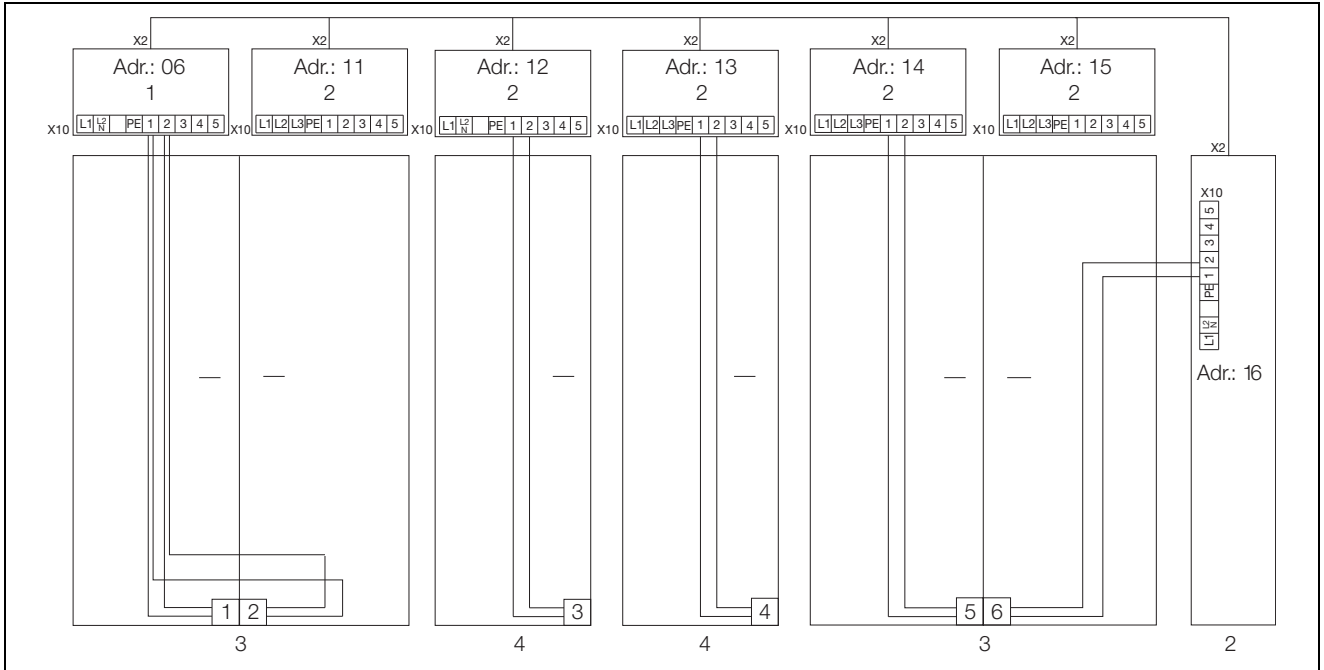 X2 X2 X2 X2 X2 X2
Adr.: 06 Adr.: 11 Adr.: 12 Adr.: 13 Adr.: 14 Adr.: 15
1 2 2 2 2 2
X10 L1 L2 N PE 1 2 3 4 5
X10 L1 L2 L3 PE 1 2 3 4 5
X10 L1 L2 N PE 1 2 3 4 5
X10 L1 L2 L3 PE 1 2 3 4 5
X10 L1 L2 L3 PE 1 2 3 4 5
X10 L1 L2 L3 PE 1 2 3 4 5
X2
X10
5
4
3
2
1
PE
L2 N
L1
Adr.: 16
1 2 3 4 5 6
3 4 4 3 2